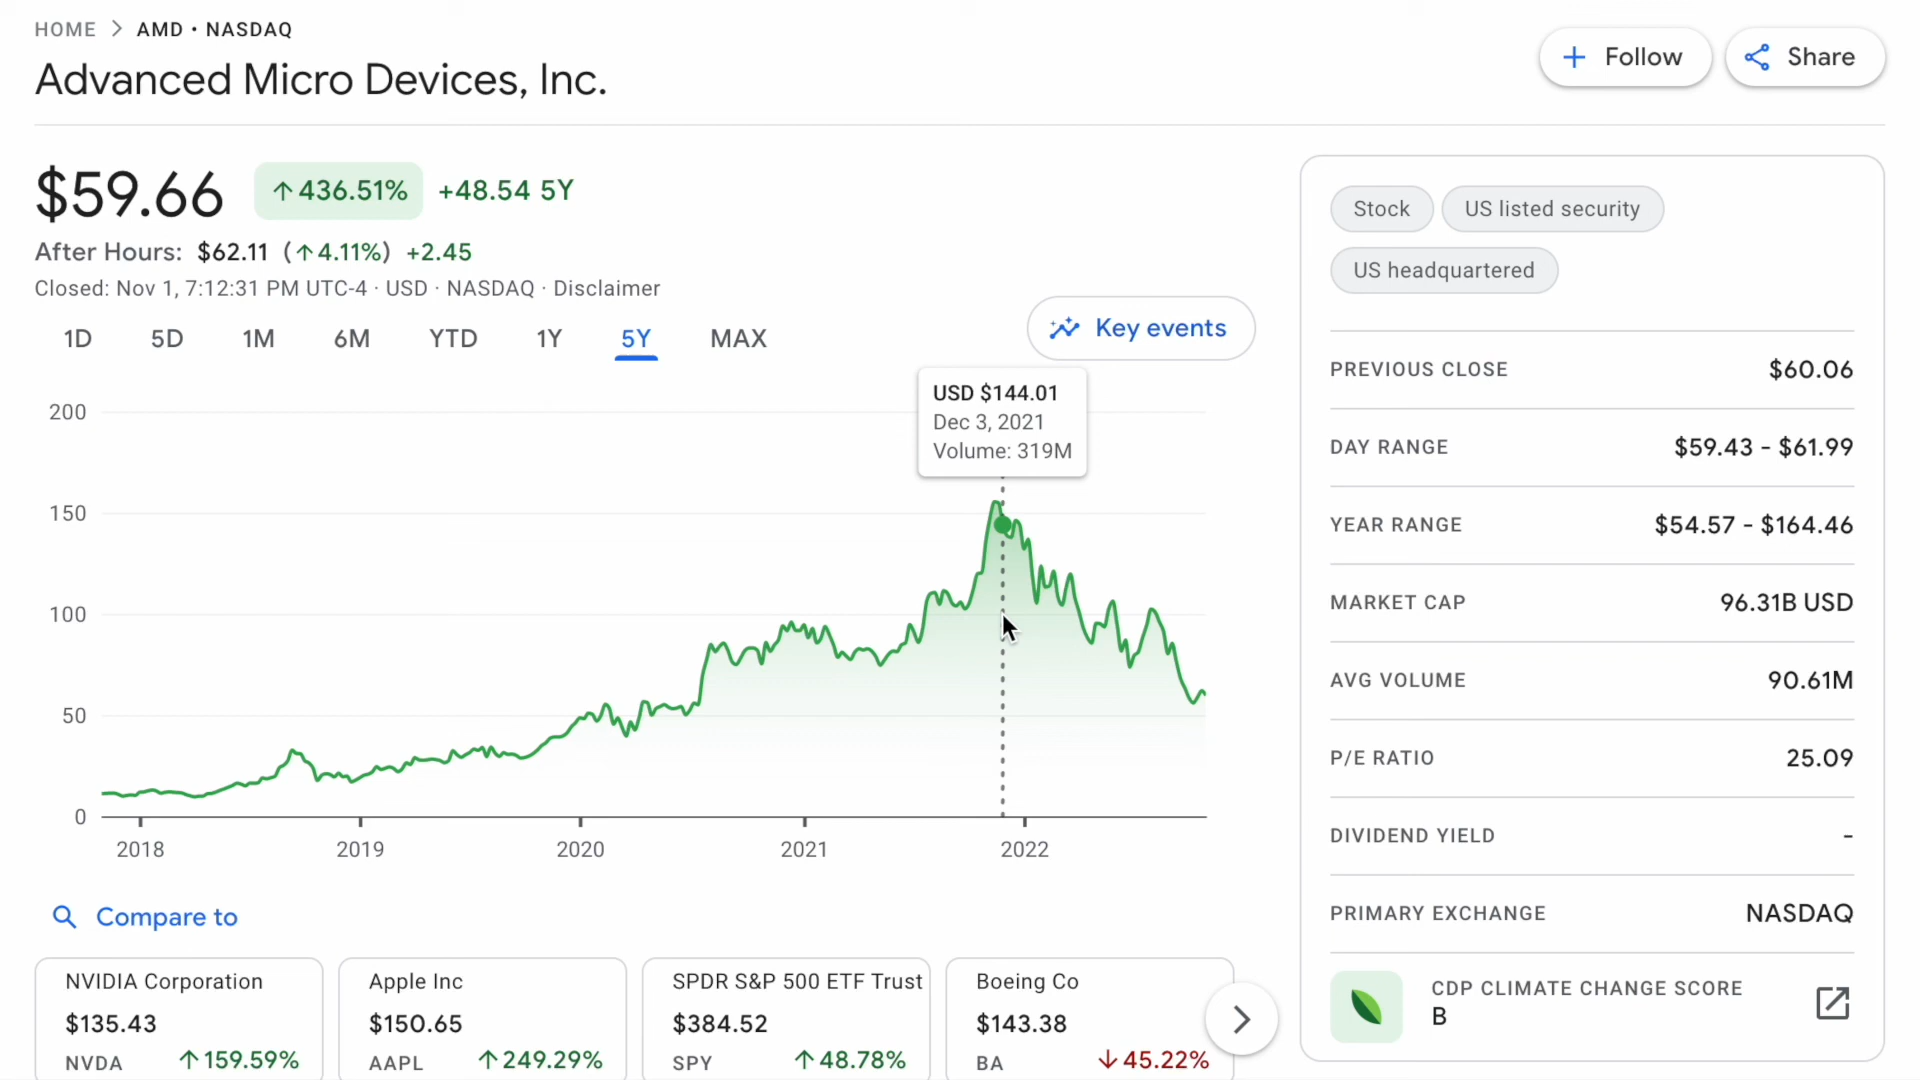 HOME > AMD • NASDAQ
Advanced Micro Devices, Inc.
Follow
Share
$59.66 ↑436.51% +48.54 5Y
After Hours: $62.11 (↑4.11%) +2.45
Closed: Nov 1, 7:12:31 PM UTC-4 · USD · NASDAQ · Disclaimer
1D 5D 1M 6M YTD 1Y 5Y MAX
Key events
USD $144.01
Dec 3, 2021
Volume: 319M
200
150
100
50
0
2018 2019 2020 2021 2022
Compare to
NVIDIA Corporation
$135.43
NVDA ↑159.59%
Apple Inc
$150.65
AAPL ↑249.29%
SPDR S&P 500 ETF Trust
$384.52
SPY ↑48.78%
Boeing Co
$143.38
BA ↓45.22%
Stock
US listed security
US headquartered
PREVIOUS CLOSE $60.06
DAY RANGE $59.43 - $61.99
YEAR RANGE $54.57 - $164.46
MARKET CAP 96.31B USD
AVG VOLUME 90.61M
P/E RATIO 25.09
DIVIDEND YIELD -
PRIMARY EXCHANGE NASDAQ
CDP CLIMATE CHANGE SCORE
B